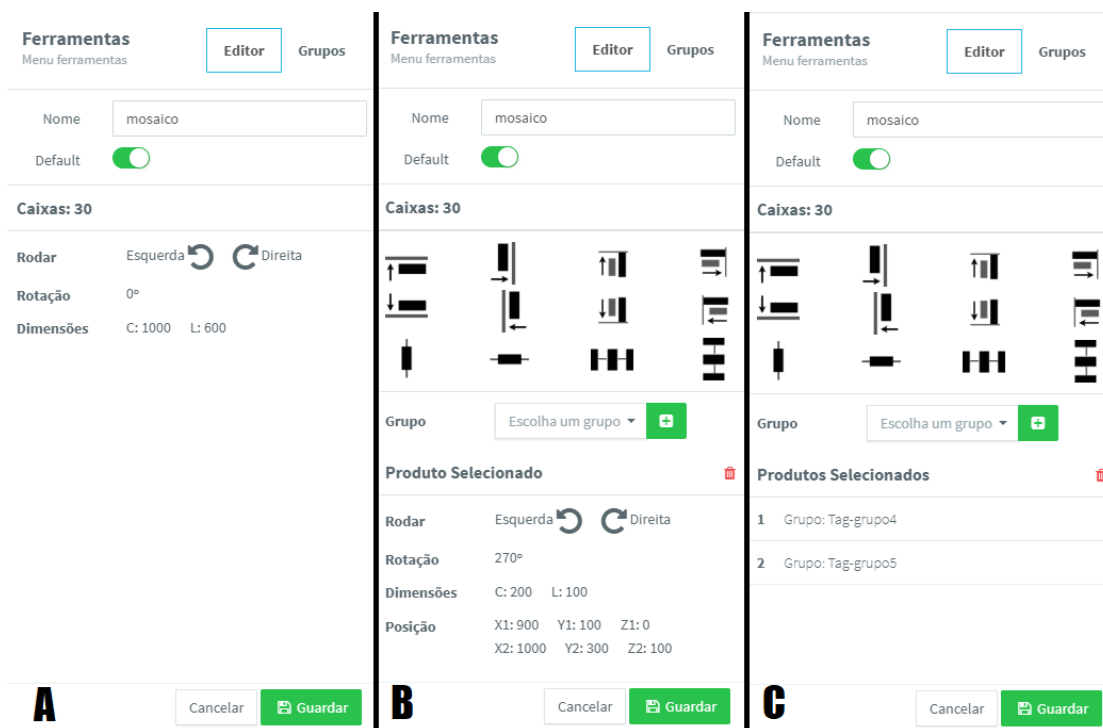 Ferramentas
Menu ferramentas
Editor
Grupos
Nome mosaico
Default
Caixas: 30
Rodar Esquerda Direita
Rotação 0º
Dimensões C: 1000 L: 600
A
Cancelar Guardar
Ferramentas
Menu ferramentas
Editor
Grupos
Nome mosaico
Default
Caixas: 30
Grupo Escolha um grupo
Produto Selecionado
Rodar Esquerda Direita
Rotação 270º
Dimensões C: 200 L: 100
Posição X1: 900 Y1: 100 Z1: 0
X2: 1000 Y2: 300 Z2: 100
B
Cancelar Guardar
Ferramentas
Menu ferramentas
Editor
Grupos
Nome mosaico
Default
Caixas: 30
Grupo Escolha um grupo
Produtos Selecionados
1 Grupo: Tag-grupo4
2 Grupo: Tag-grupo5
C
Cancelar Guardar